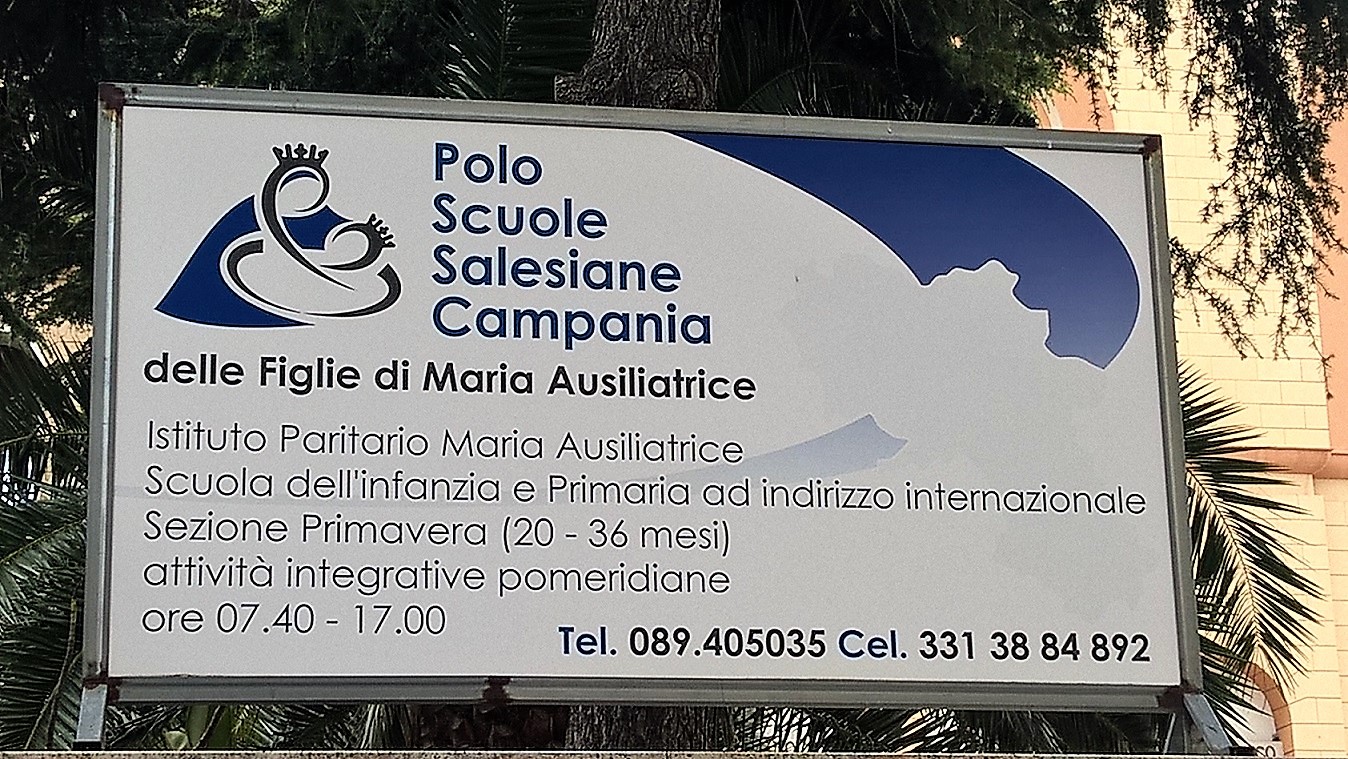 Polo
Scuole
Salesiane
Campania
delle Figlie di Maria Ausiliatrice
Istituto Paritario Maria Ausiliatrice
Scuola dell'infanzia e Primaria ad indirizzo internazionale
Sezione Primavera (20 - 36 mesi)
attività integrative pomeridiane
ore 07.40 - 17.00
Tel. 089.405035 Cel. 331 38 84 892